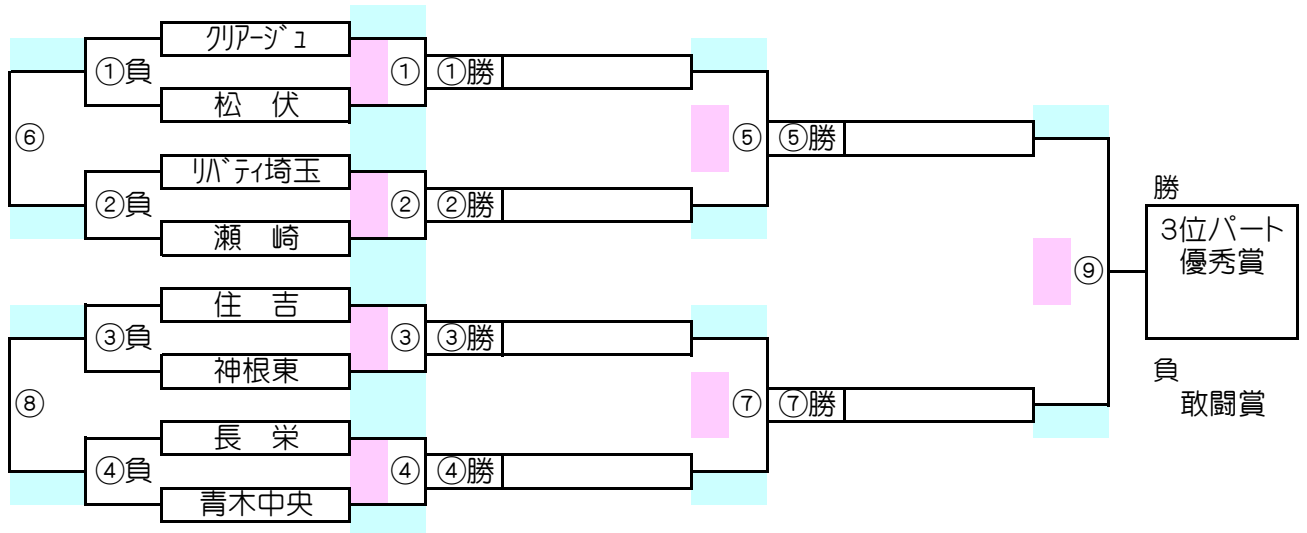 クリアージュ
①負
①
①勝
松　伏
⑥
⑤
⑤勝
リバティ埼玉
②負
②
②勝
瀬　崎
勝
3位パート
優秀賞
⑨
住　吉
③負
③
③勝
神根東
負
敢闘賞
⑧
⑦
⑦勝
長　栄
④負
④
④勝
青木中央